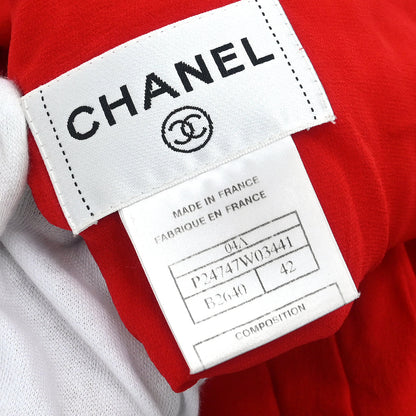 CHANEL
MADE IN FRANCE
FABRIQUE EN FRANCE
04A
P24747W03441
B2640 42
COMPOSITION